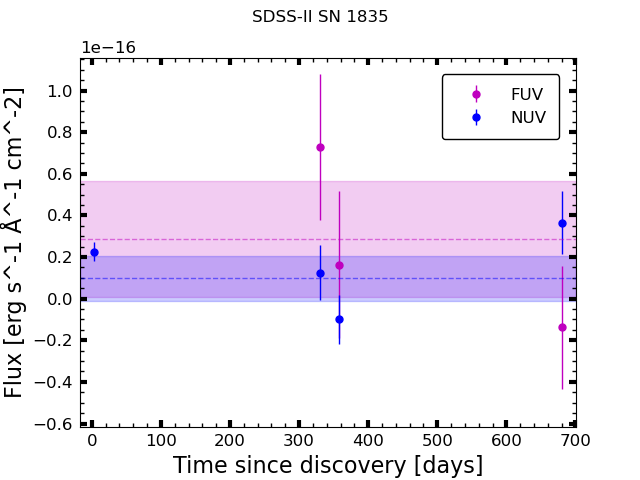 SDSS-II SN 1835
1e−16
FUV
NUV
1.0
0.8
0.6
0.4
0.2
0.0
−0.2
−0.4
−0.6
Flux [erg s^-1 Å^-1 cm^-2]
0 100 200 300 400 500 600 700
Time since discovery [days]